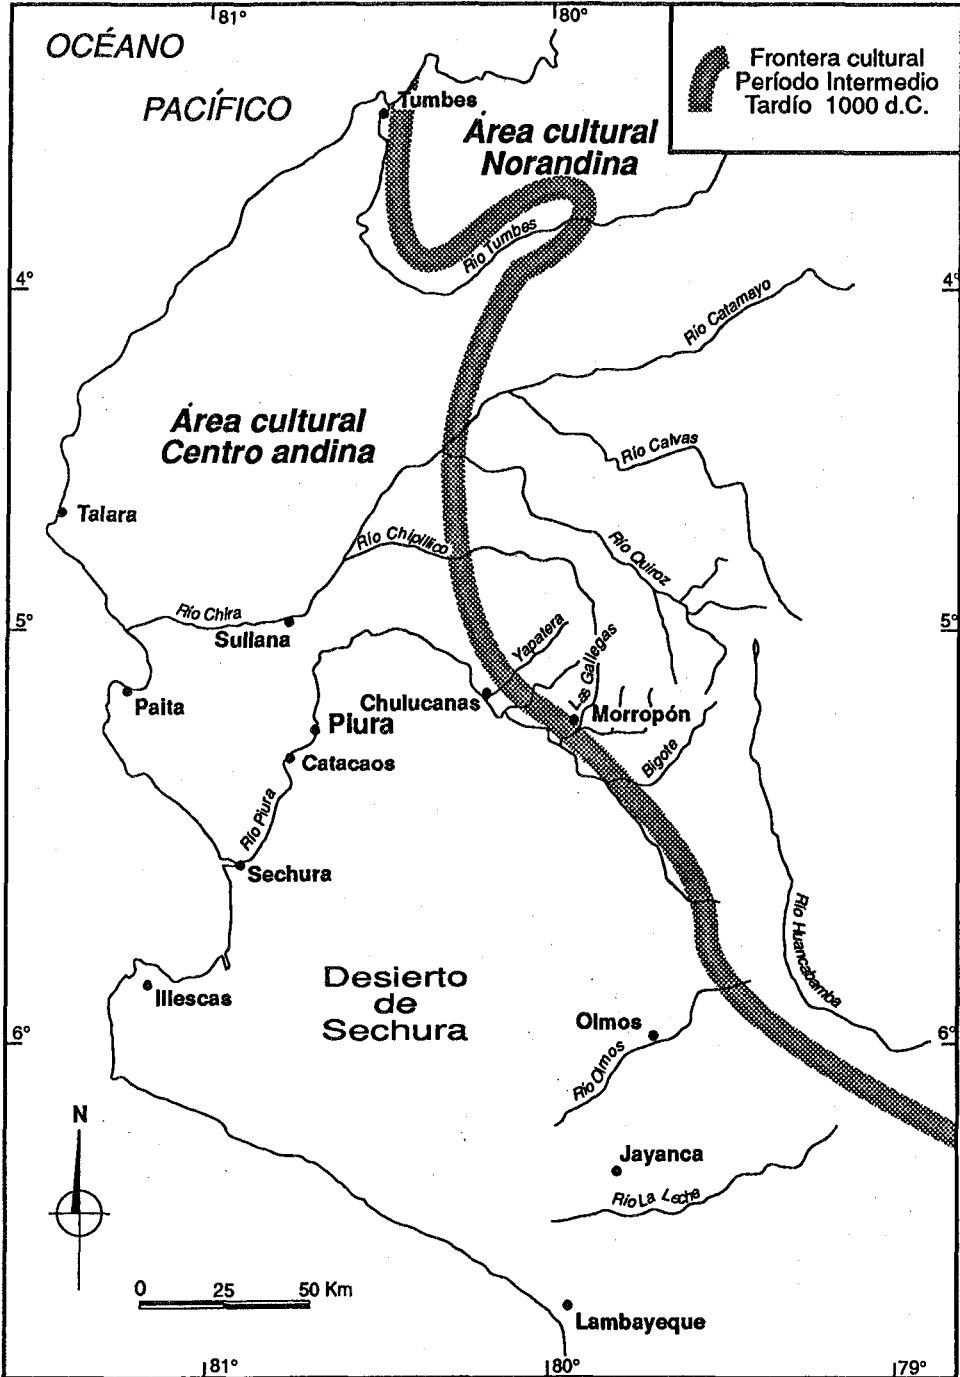 81°
80°
OCÉANO
PACÍFICO
Frontera cultural
Período Intermedio
Tardío 1000 d.C.
Tumbes
Área cultural
Norandina
Río Tumbes
4°
4°
Río Catamayo
Área cultural
Centro andina
Río Calvas
Talara
Río Chipillico
Río Quiroz
Río Chira
Sullana
5°
5°
Yapatera
Las Gallegas
Paita
Chulucanas
Morropón
Piura
Catacaos
Bigote
Río Piura
Sechura
Río Huancabamba
Desierto
de
Sechura
Illescas
Olmos
6°
6°
Río Olmos
N
Jayanca
Río La Leche
0 25 50 Km
Lambayeque
81°
80°
79°